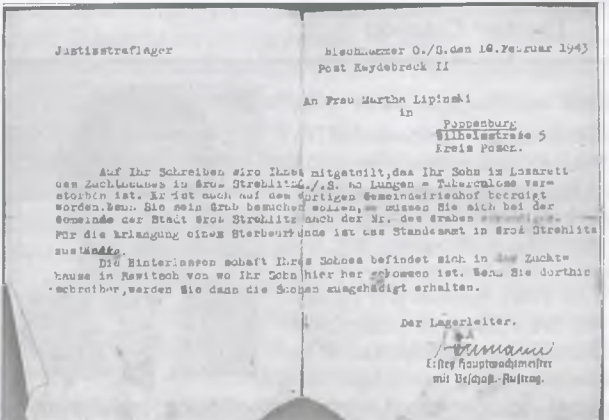 Justizstraflager
Blechhammer O./S.den 18.Februar 1943
Post Heydebreck II
An Frau Martha Lipinski
in
Poppenburg
Wilhelmstraße 5
Kreis Posen.
Auf Ihr Schreiben wird Ihnen mitgeteilt,das Ihr Sohn im Lazarett
des Zuchthauses in Groß Strehlitz O./S. an Lungen - Tuberculose ver-
storben ist. Er ist auch auf dem dortigen Gemeindefriedhof beerdigt
worden.Wenn Sie sein Grab besuchen wollen, müssen Sie sich bei der
Gemeinde der Stadt Groß Strehlitz nach der Nr. des Grabes
Für die Erlangung einer Sterbeurkunde ist das Standesamt in Groß Strehlitz
zuständig.
Die Hinterlassenschaft Ihres Sohnes befindet sich in Zucht-
hause in Rawitsch von wo Ihr Sohn hier her gekommen ist. Wenn Sie dorthin
schreiben,werden Sie dann die Sachen ausgehädigt erhalten.
Der Lagerleiter.
Erster Hauptwachtmeister
mit Beschaft.-Auftrag.